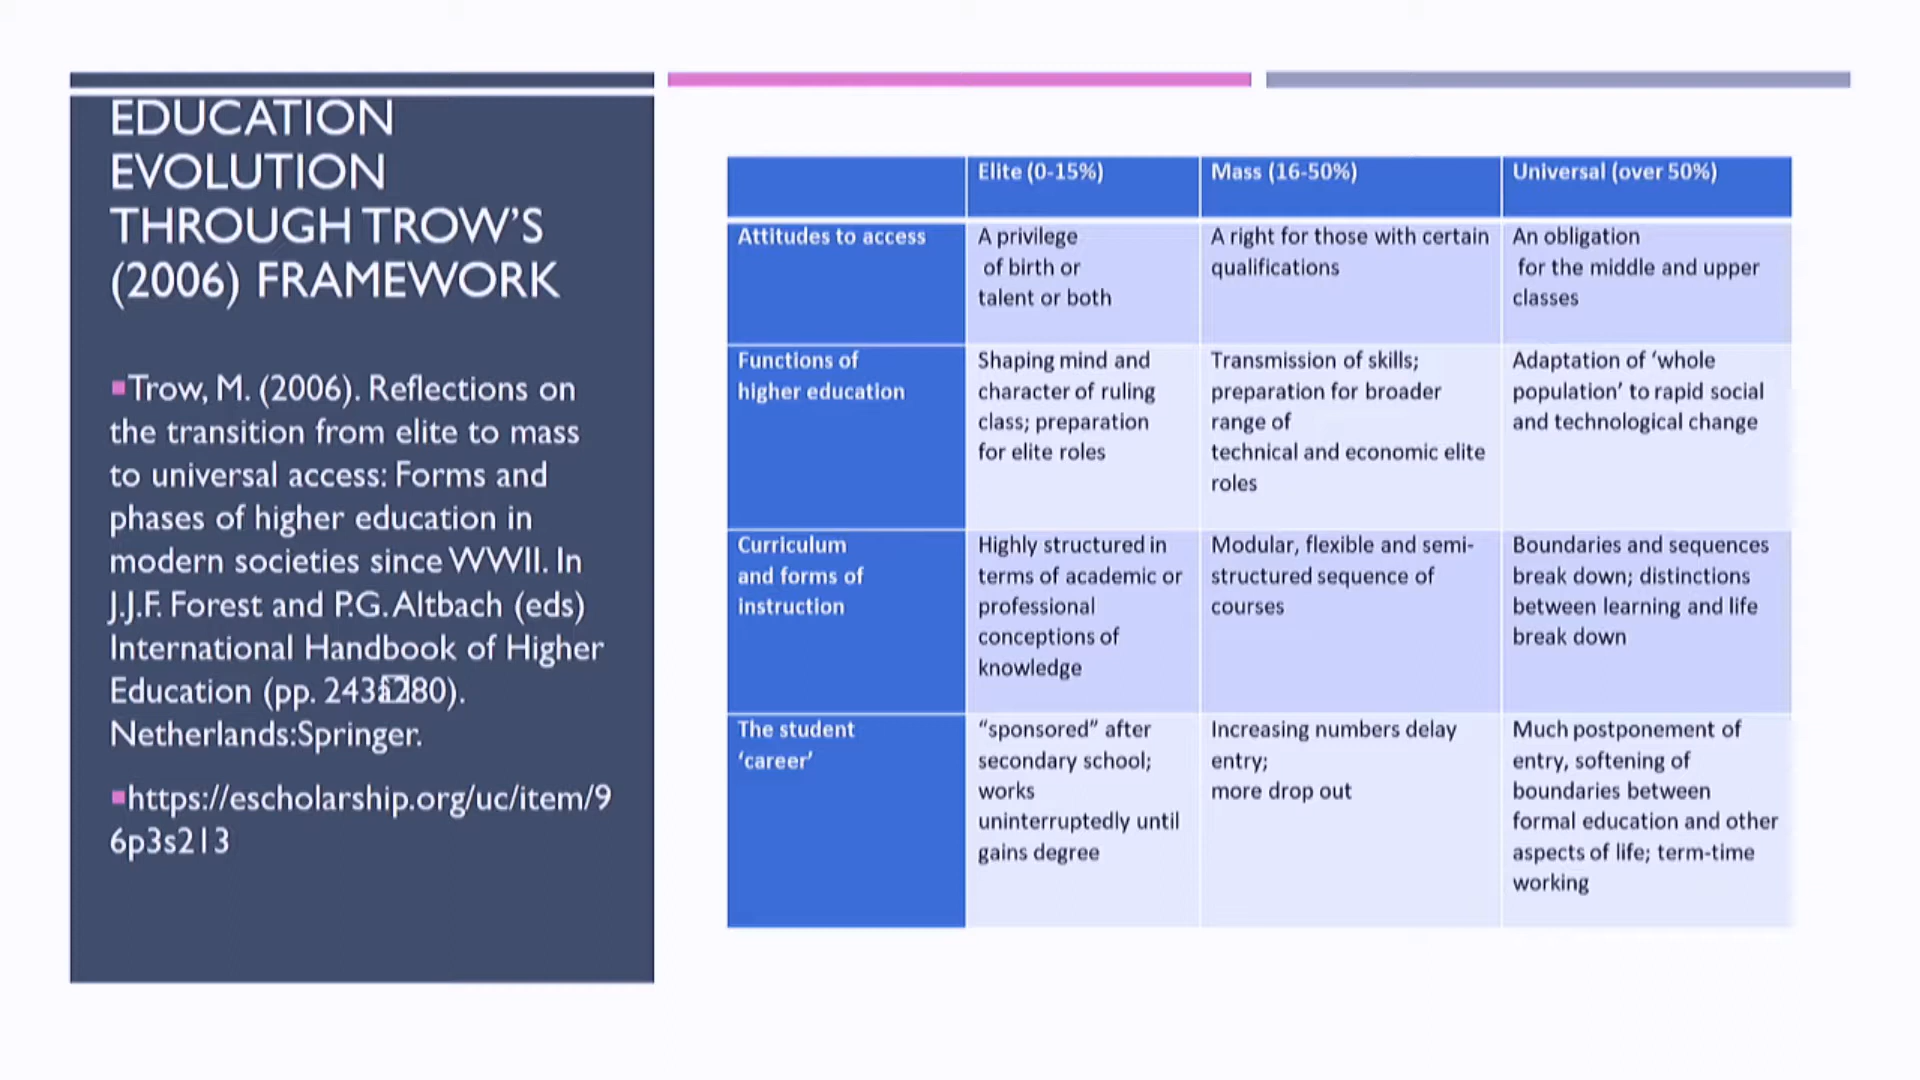 EDUCATION
EVOLUTION
THROUGH TROW'S
(2006) FRAMEWORK
▪Trow, M. (2006). Reflections on
the transition from elite to mass
to universal access: Forms and
phases of higher education in
modern societies since WWII. In
J.J.F. Forest and P.G. Altbach (eds)
International Handbook of Higher
Education (pp. 243 280).
Netherlands:Springer.
▪https://escholarship.org/uc/item/9
6p3s213
Elite (0-15%)
Mass (16-50%)
Universal (over 50%)
Attitudes to access
A privilege
of birth or
talent or both
A right for those with certain
qualifications
An obligation
for the middle and upper
classes
Functions of
higher education
Shaping mind and
character of ruling
class; preparation
for elite roles
Transmission of skills;
preparation for broader
range of
technical and economic elite
roles
Adaptation of ‘whole
population’ to rapid social
and technological change
Curriculum
and forms of
instruction
Highly structured in
terms of academic or
professional
conceptions of
knowledge
Modular, flexible and semi-
structured sequence of
courses
Boundaries and sequences
break down; distinctions
between learning and life
break down
The student
‘career’
“sponsored” after
secondary school;
works
uninterruptedly until
gains degree
Increasing numbers delay
entry;
more drop out
Much postponement of
entry, softening of
boundaries between
formal education and other
aspects of life; term-time
working